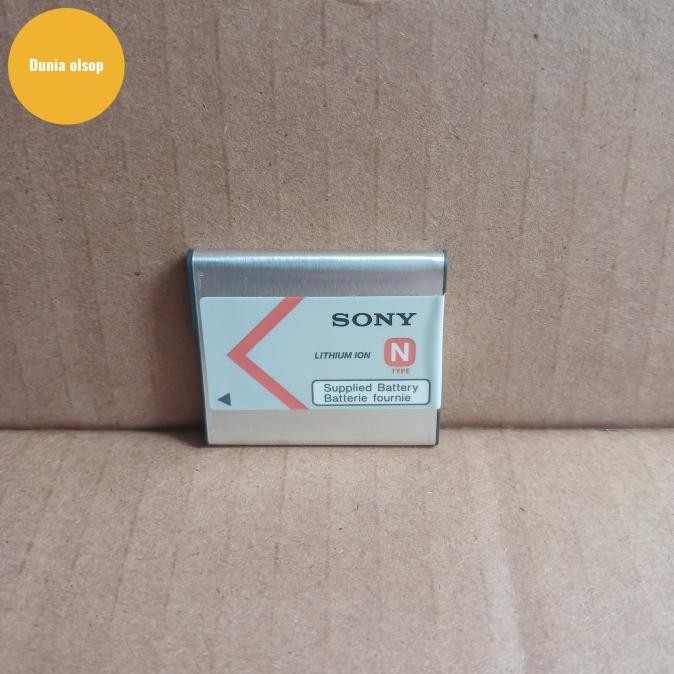 Dunia olsop
SONY
LITHIUM ION
N
TYPE
Supplied Battery
Batterie fournie